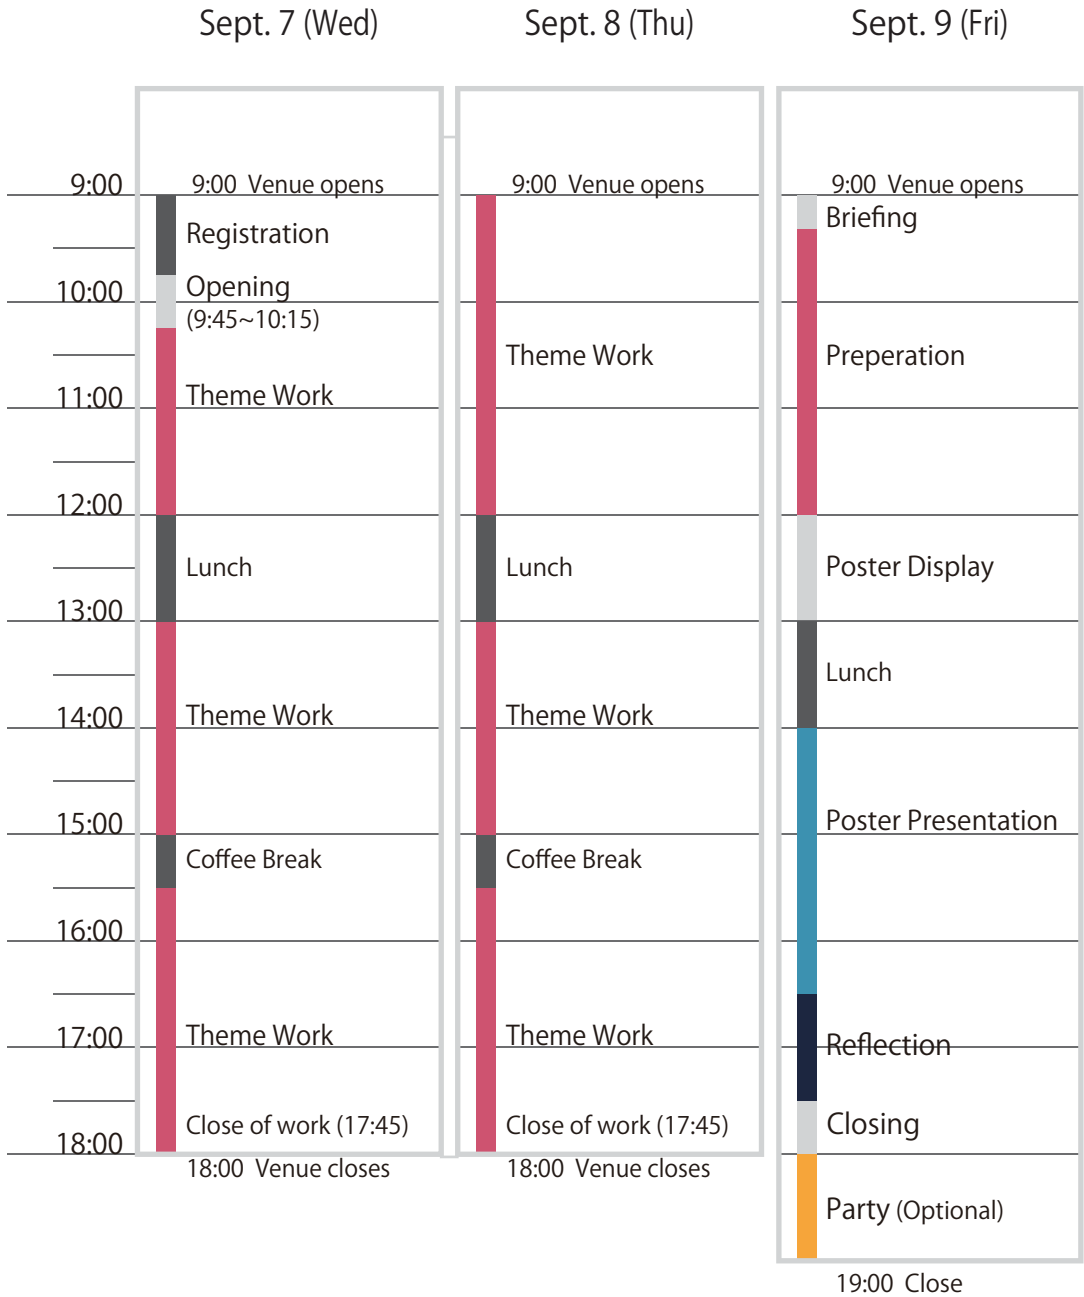 Sept. 7 (Wed)
Sept. 8 (Thu)
Sept. 9 (Fri)
9:00
10:00
11:00
12:00
13:00
14:00
15:00
16:00
17:00
18:00
9:00 Venue opens
Registration
Opening
(9:45~10:15)
Theme Work
Lunch
Theme Work
Coffee Break
Theme Work
Close of work (17:45)
18:00 Venue closes
9:00 Venue opens
Theme Work
Lunch
Theme Work
Coffee Break
Theme Work
Close of work (17:45)
18:00 Venue closes
9:00 Venue opens
Briefing
Preperation
Poster Display
Lunch
Poster Presentation
Reflection
Closing
Party (Optional)
19:00 Close